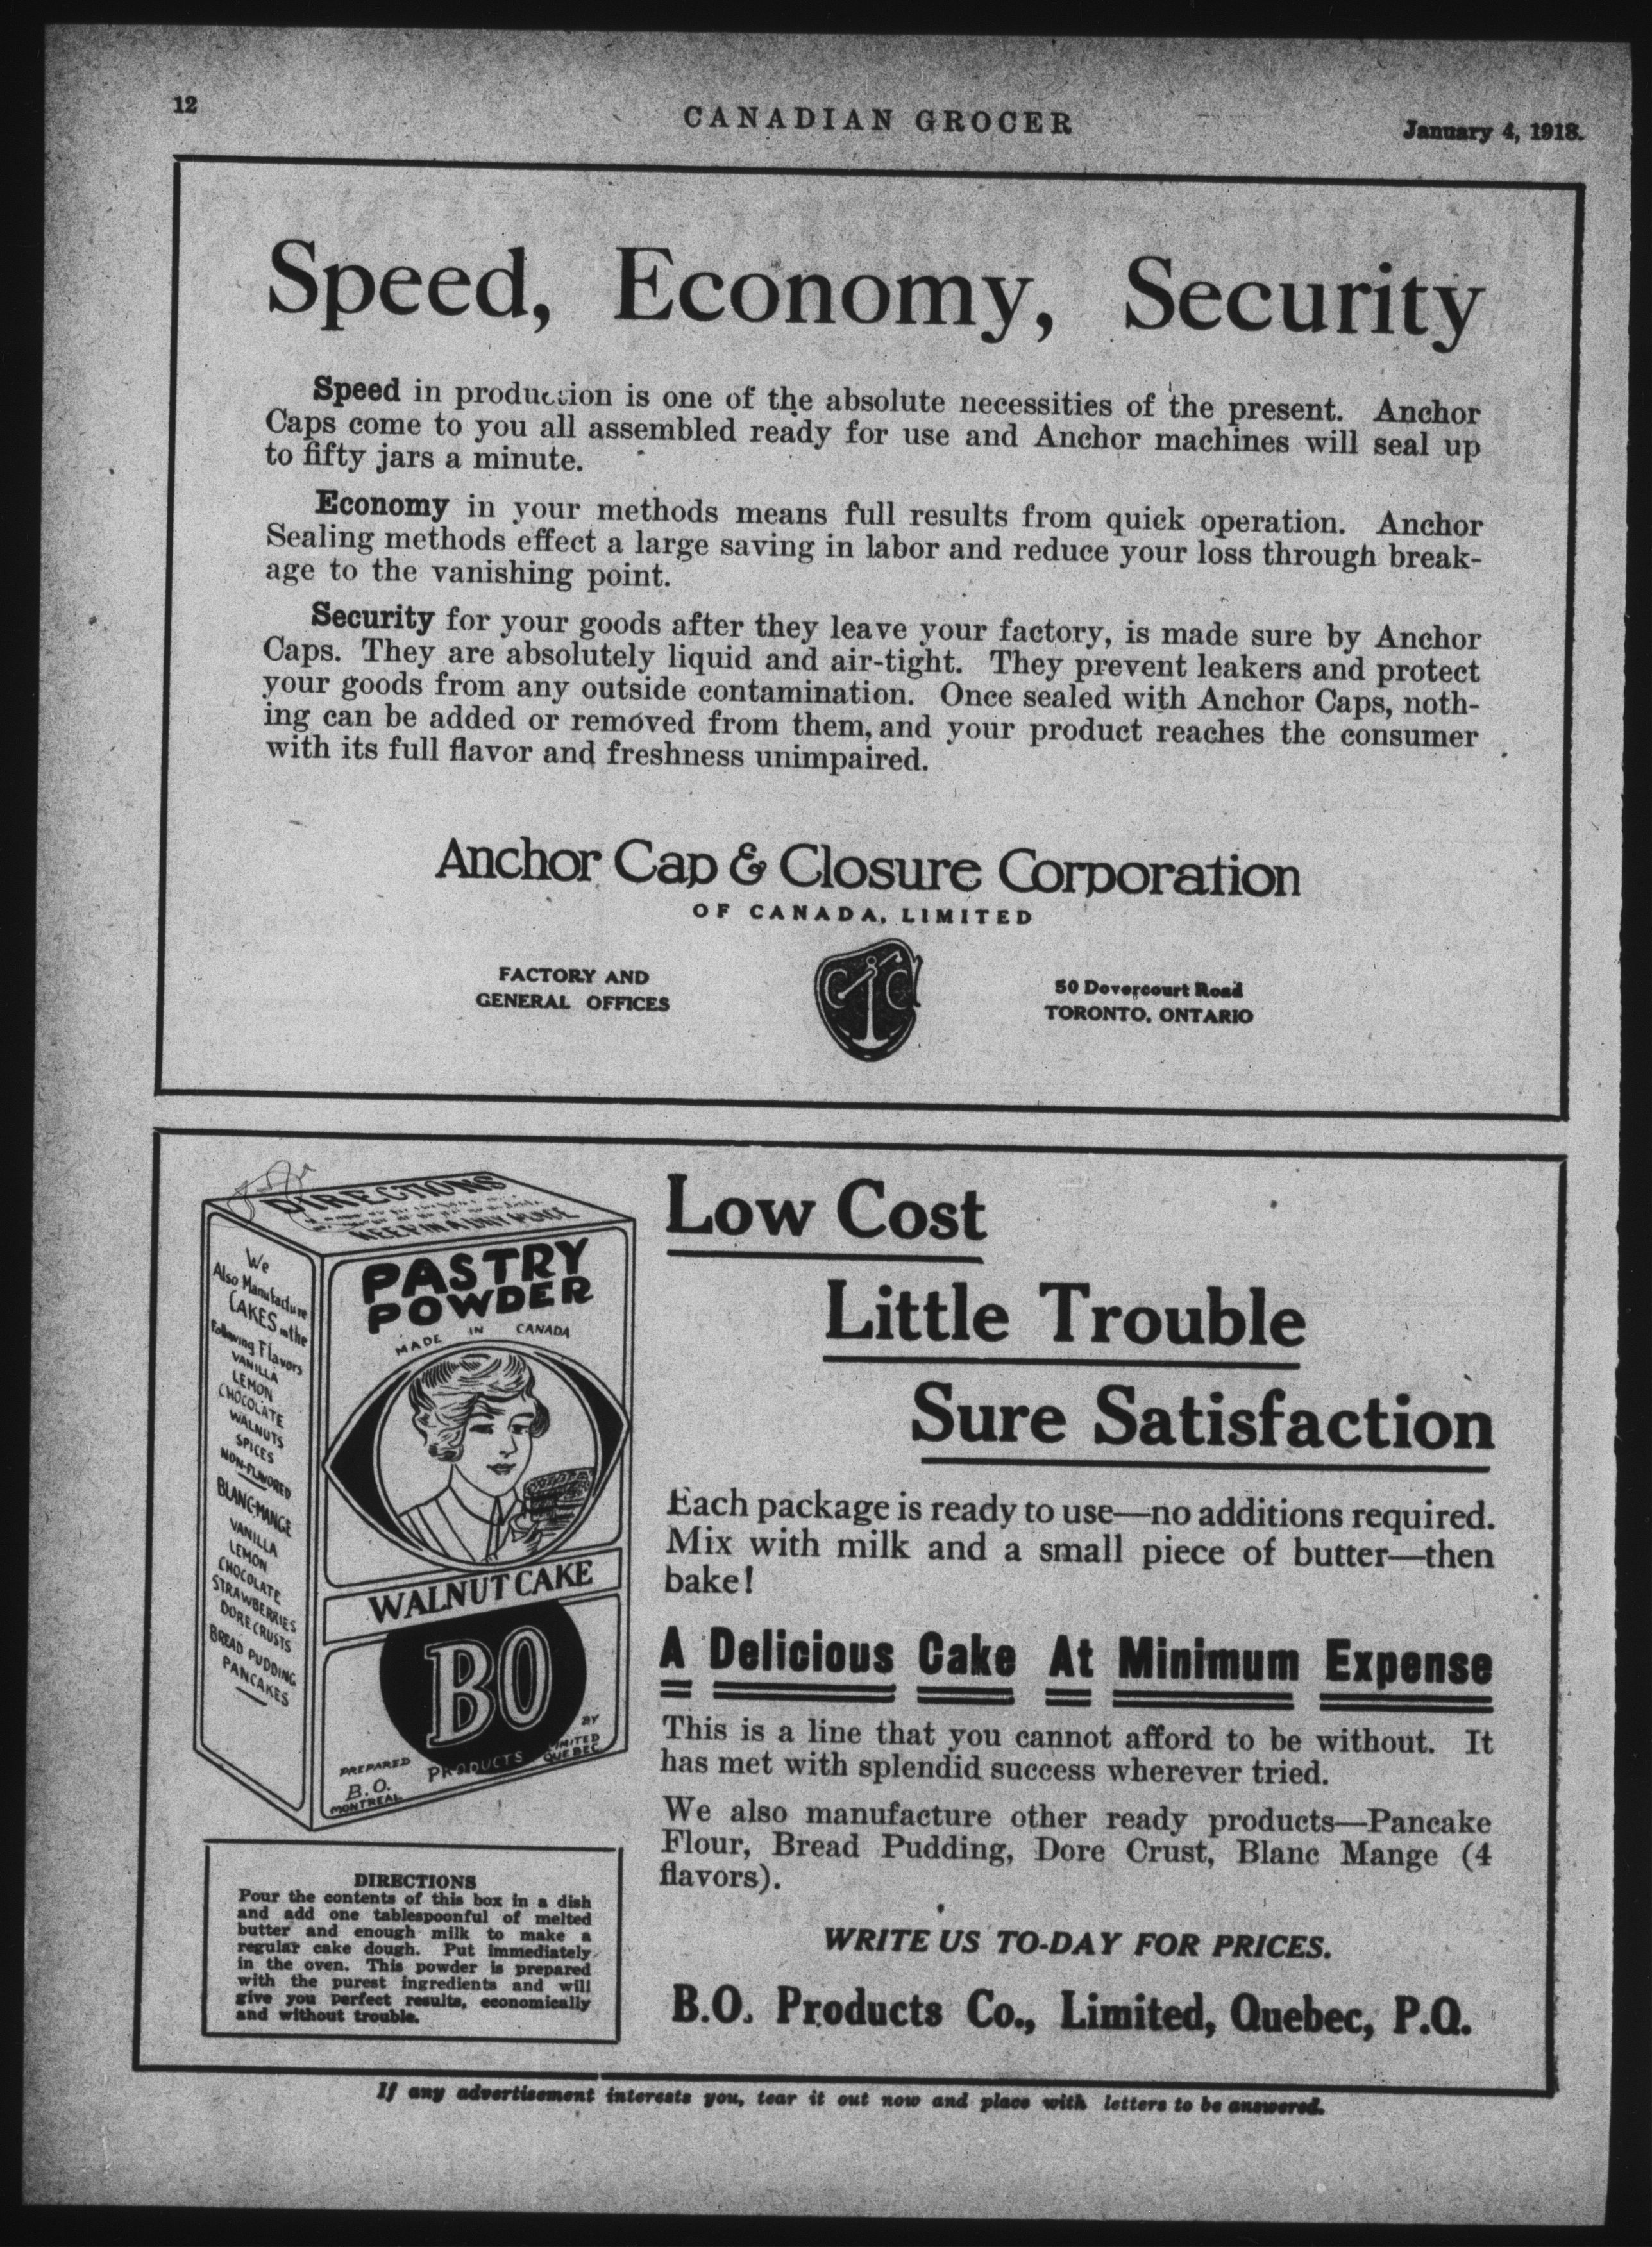 12
CANADIAN GROCER
January 4, 1918.
Speed, Economy, Security
Speed in production is one of the absolute necessities of the present. Anchor
Caps come to you all assembled ready for use and Anchor machines will seal up
to fifty jars a minute.
Economy in your methods means full results from quick operation. Anchor
Sealing methods effect a large saving in labor and reduce your loss through break-
age to the vanishing point.
Security for your goods after they leave your factory, is made sure by Anchor
Caps. They are absolutely liquid and air-tight. They prevent leakers and protect
your goods from any outside contamination. Once sealed with Anchor Caps, noth-
ing can be added or removed from them, and your product reaches the consumer
with its full flavor and freshness unimpaired.
Anchor Cap & Closure Corporation
OF CANADA, LIMITED
FACTORY AND
GENERAL OFFICES
50 Dovercourt Road
TORONTO, ONTARIO
DIRECTIONS
KEEP IN A DRY PLACE
We
Also Manufacture
CAKES in the
Following Flavors
VANILLA
LEMON
CHOCOLATE
WALNUTS
SPICES
NON-FLAVORED
BLANC-MANGE
VANILLA
LEMON
CHOCOLATE
STRAWBERRIES
DORE CRUSTS
BREAD PUDDING
PANCAKES
PASTRY
POWDER
MADE IN CANADA
WALNUT CAKE
BO
PREPARED BY
B.O. PRODUCTS LIMITED
MONTREAL QUEBEC
DIRECTIONS
Pour the contents of this box in a dish
and add one tablespoonful of melted
butter and enough milk to make a
regular cake dough. Put immediately
in the oven. This powder is prepared
with the purest ingredients and will
give you perfect results, economically
and without trouble.
Low Cost
Little Trouble
Sure Satisfaction
Each package is ready to use—no additions required.
Mix with milk and a small piece of butter—then
bake!
A Delicious Cake At Minimum Expense
This is a line that you cannot afford to be without. It
has met with splendid success wherever tried.
We also manufacture other ready products—Pancake
Flour, Bread Pudding, Dore Crust, Blanc Mange (4
flavors).
WRITE US TO-DAY FOR PRICES.
B.O. Products Co., Limited, Quebec, P.Q.
If any advertisement interests you, tear it out now and place with letters to be answered.